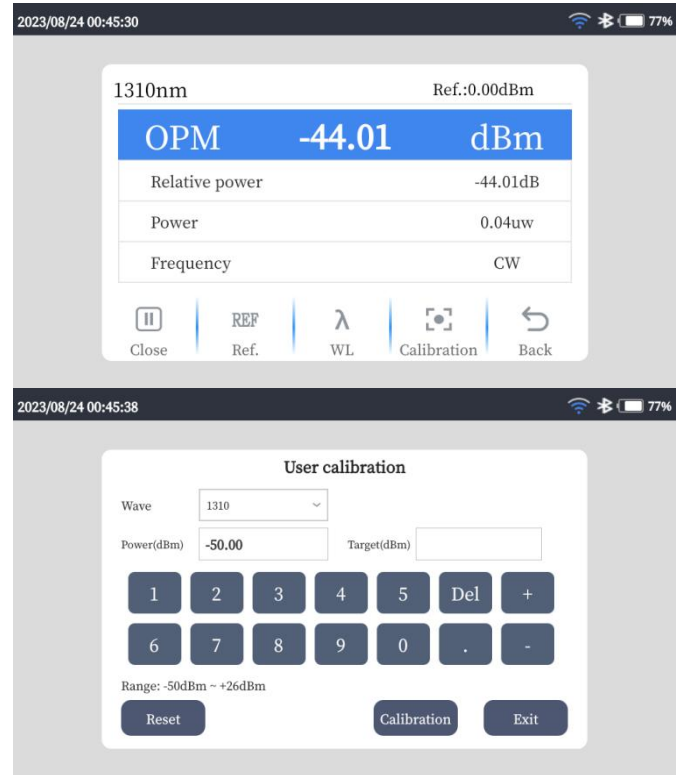 2023/08/24 00:45:30 77%
1310nm Ref.:0.00dBm
OPM -44.01 dBm
Relative power -44.01dB
Power 0.04uw
Frequency CW
REF λ
Close Ref. WL Calibration Back
2023/08/24 00:45:38 77%
User calibration
Wave 1310
Power(dBm) -50.00 Target(dBm)
1 2 3 4 5 Del +
6 7 8 9 0 . -
Range: -50dBm ~ +26dBm
Reset Calibration Exit